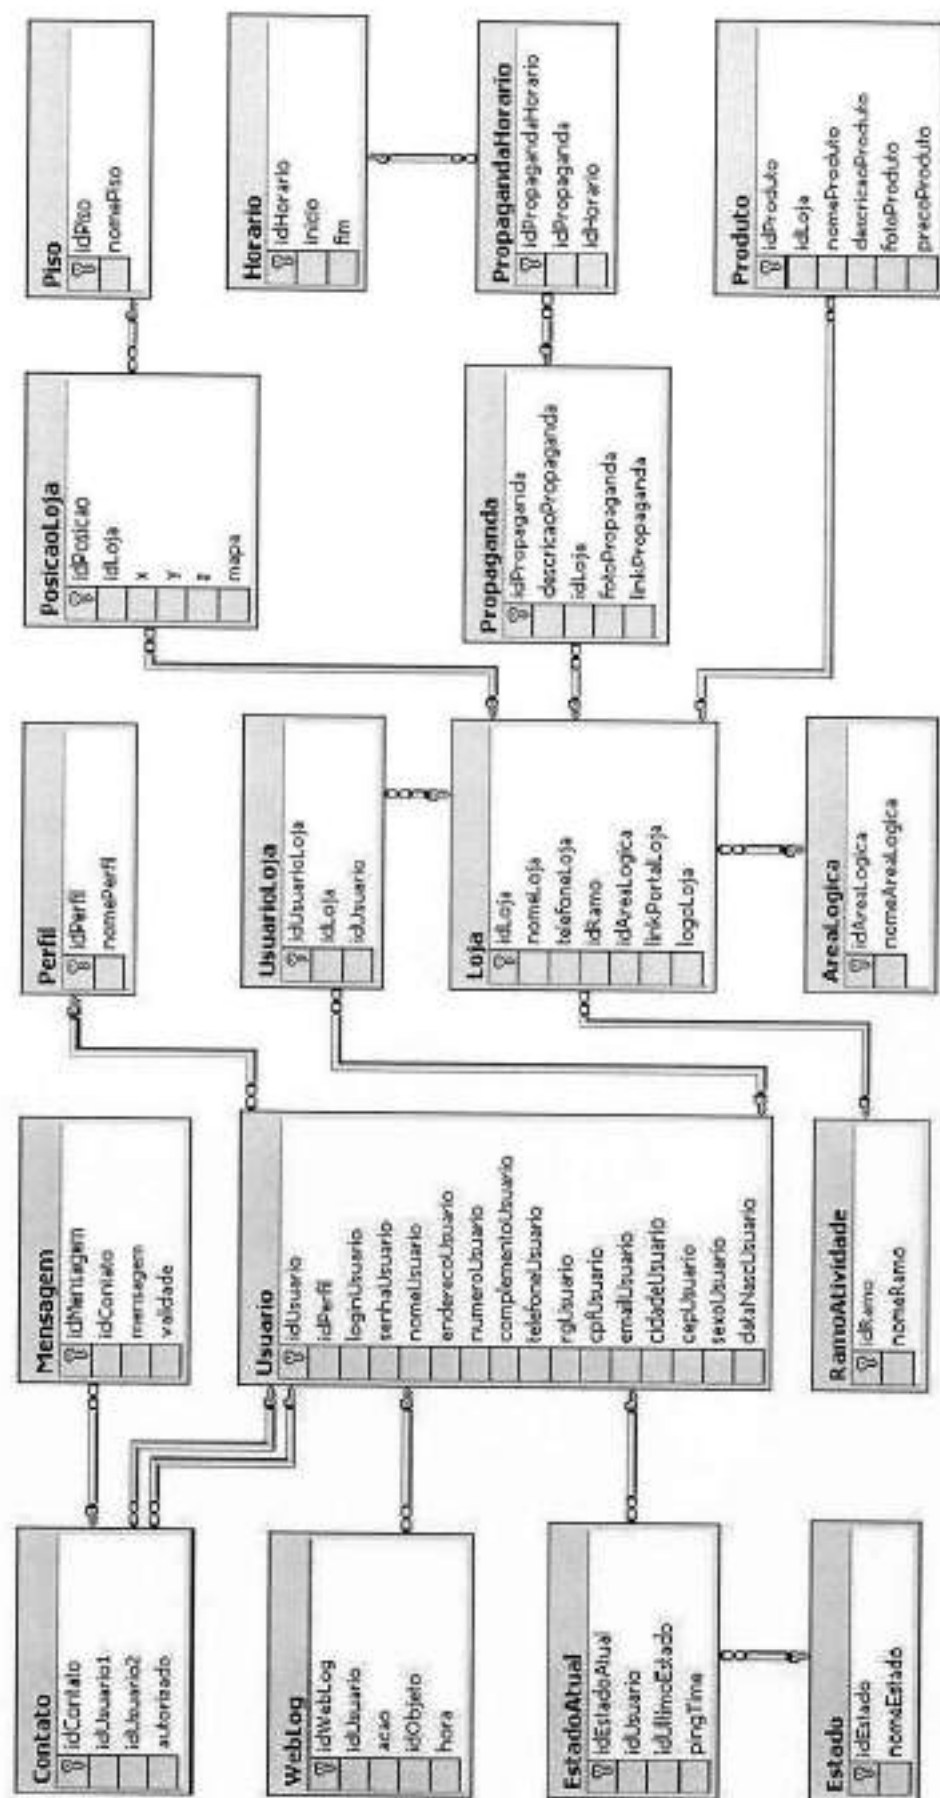 Contato
idContato
idUsuario1
idUsuario2
autorizado
Mensagem
idMensagem
idContato
mensagem
validade
Perfil
idPerfil
nomePerfil
PosicaoLoja
idPosicao
idLoja
x
y
z
mapa
Piso
idPiso
nomePiso
WebLog
idWebLog
idUsuario
acao
idObjeto
hora
Usuario
idUsuario
idPerfil
loginUsuario
senhaUsuario
nomeUsuario
enderecoUsuario
numeroUsuario
complementoUsuario
telefoneUsuario
rgUsuario
cpfUsuario
emailUsuario
cidadeUsuario
cepUsuario
sexoUsuario
dataNascUsuario
UsuarioLoja
idUsuarioLoja
idLoja
idUsuario
Horario
idHorario
inicio
fim
EstadoAtual
idEstadoAtual
idUsuario
idUltimoEstado
pingTime
Loja
idLoja
nomeLoja
telefoneLoja
idRamo
idAreaLogica
linkPortalLoja
logoLoja
Propaganda
idPropaganda
descricaoPropaganda
idLoja
fotoPropaganda
linkPropaganda
PropagandaHorario
idPropagandaHorario
idPropaganda
idHorario
Estado
idEstado
nomeEstado
RamoAtividade
idRamo
nomeRamo
AreaLogica
idAreaLogica
nomeAreaLogica
Produto
idProduto
idLoja
nomeProduto
descricaoProduto
fotoProduto
precoProduto